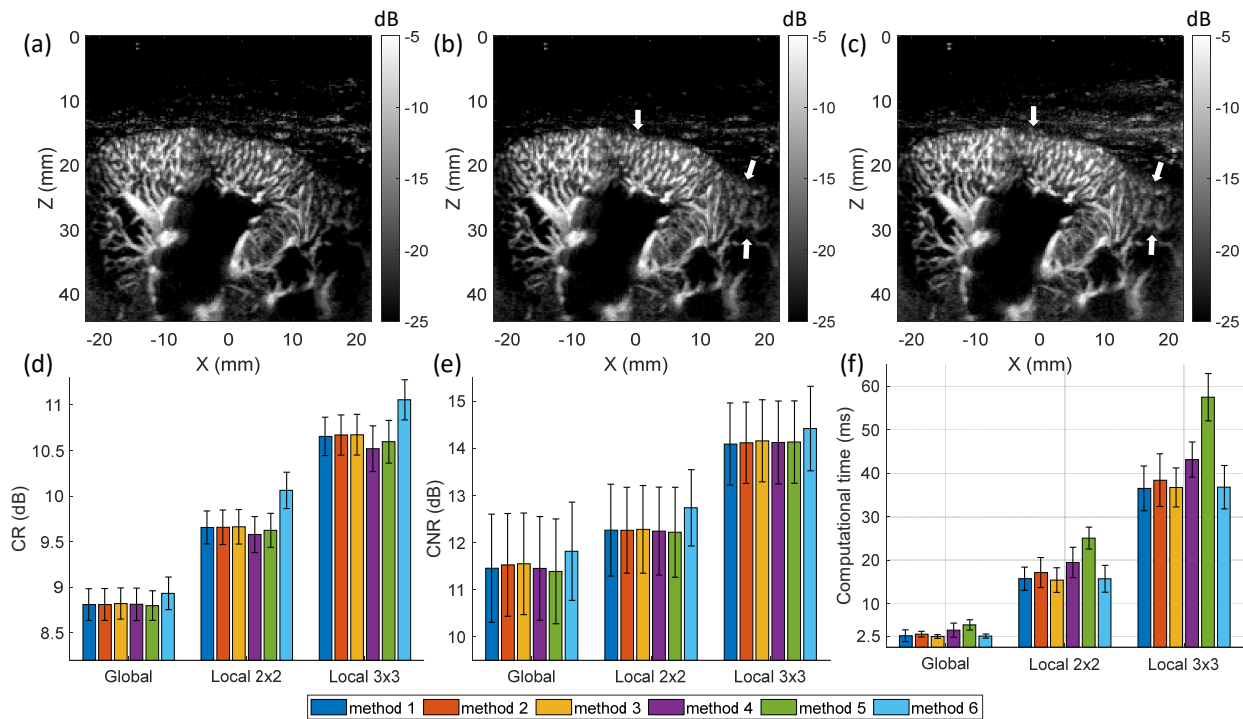 (a) dB (b) dB (c) dB
0 -5 0 -5 0 -5
10 -10 10 -10 10 -10
20 -15 20 -15 20 -15
30 -20 30 -20 30 -20
40 -25 40 -25 40 -25
Z (mm) Z (mm) Z (mm)
-20 -10 0 10 20 -20 -10 0 10 20 -20 -10 0 10 20
X (mm) X (mm) X (mm)
(d)
CR (dB)
11
10.5
10
9.5
9
8.5
Global Local 2x2 Local 3x3
(e)
CNR (dB)
15
14
13
12
11
10
Global Local 2x2 Local 3x3
(f)
Computational time (ms)
60
50
40
30
20
10
2.5
Global Local 2x2 Local 3x3
method 1 method 2 method 3 method 4 method 5 method 6